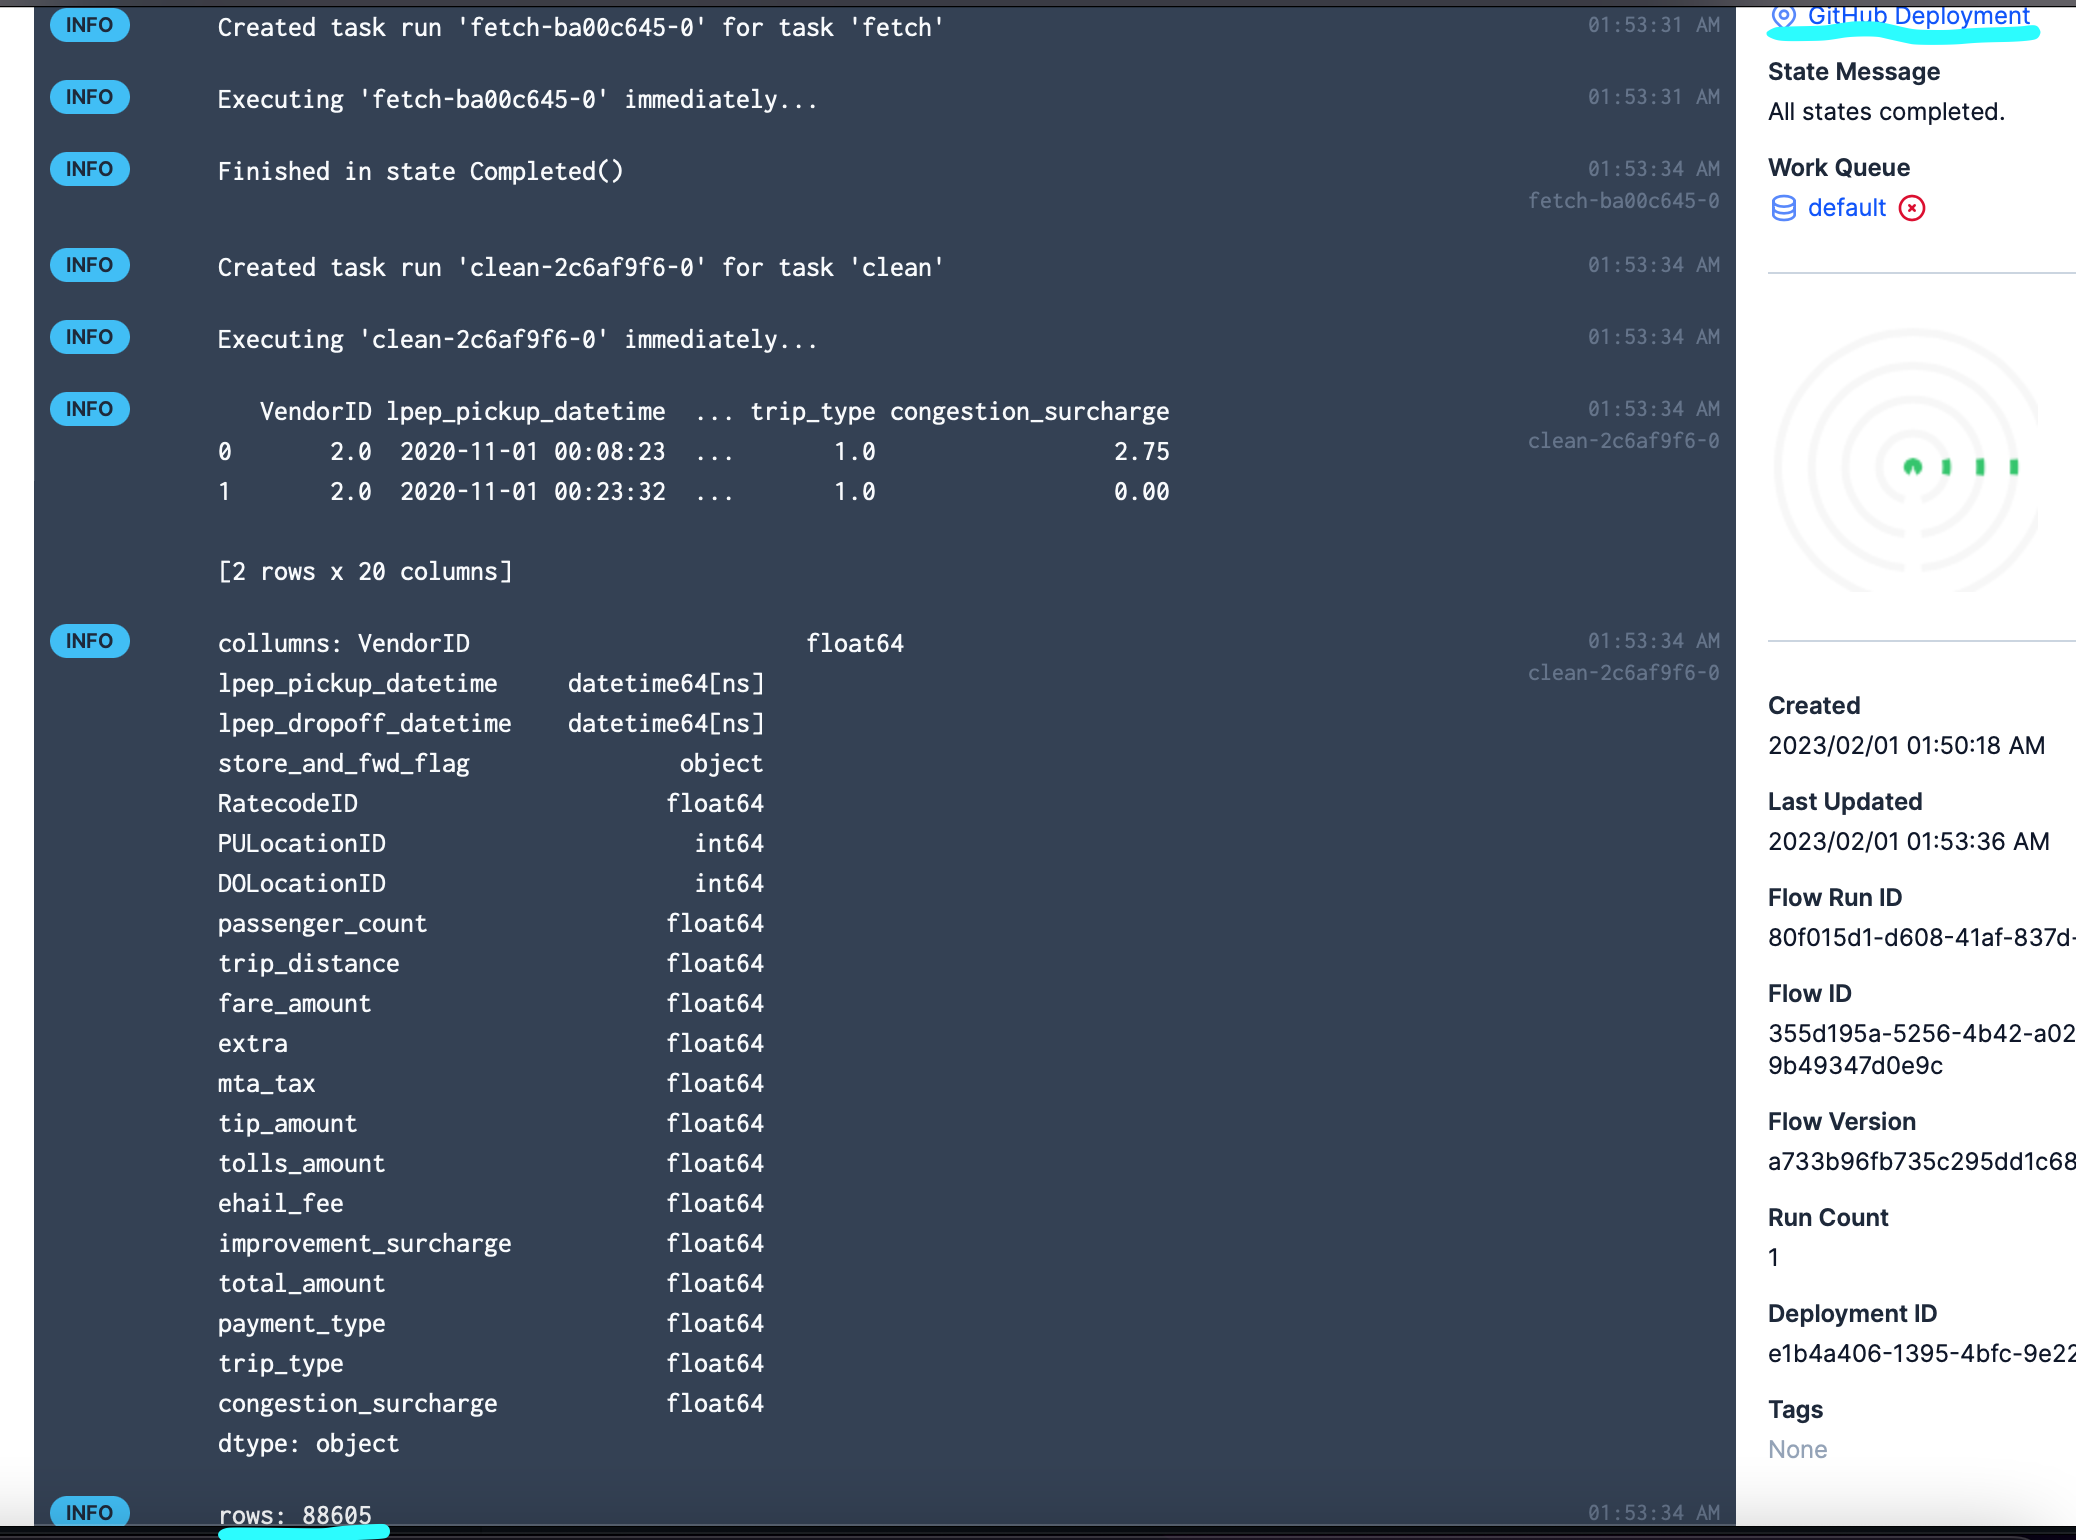 INFO Created task run 'fetch-ba00c645-0' for task 'fetch' 01:53:31 AM
INFO Executing 'fetch-ba00c645-0' immediately... 01:53:31 AM
INFO Finished in state Completed() 01:53:34 AM
fetch-ba00c645-0
INFO Created task run 'clean-2c6af9f6-0' for task 'clean' 01:53:34 AM
INFO Executing 'clean-2c6af9f6-0' immediately... 01:53:34 AM
INFO VendorID lpep_pickup_datetime ... trip_type congestion_surcharge 01:53:34 AM
clean-2c6af9f6-0
0 2.0 2020-11-01 00:08:23 ... 1.0 2.75
1 2.0 2020-11-01 00:23:32 ... 1.0 0.00
[2 rows x 20 columns]
INFO collumns: VendorID float64 01:53:34 AM
clean-2c6af9f6-0
lpep_pickup_datetime datetime64[ns]
lpep_dropoff_datetime datetime64[ns]
store_and_fwd_flag object
RatecodeID float64
PULocationID int64
DOLocationID int64
passenger_count float64
trip_distance float64
fare_amount float64
extra float64
mta_tax float64
tip_amount float64
tolls_amount float64
ehail_fee float64
improvement_surcharge float64
total_amount float64
payment_type float64
trip_type float64
congestion_surcharge float64
dtype: object
INFO rows: 88605 01:53:34 AM
GitHub Deployment
State Message
All states completed.
Work Queue
default
Created
2023/02/01 01:50:18 AM
Last Updated
2023/02/01 01:53:36 AM
Flow Run ID
80f015d1-d608-41af-837d-
Flow ID
355d195a-5256-4b42-a02
9b49347d0e9c
Flow Version
a733b96fb735c295dd1c68
Run Count
1
Deployment ID
e1b4a406-1395-4bfc-9e22
Tags
None